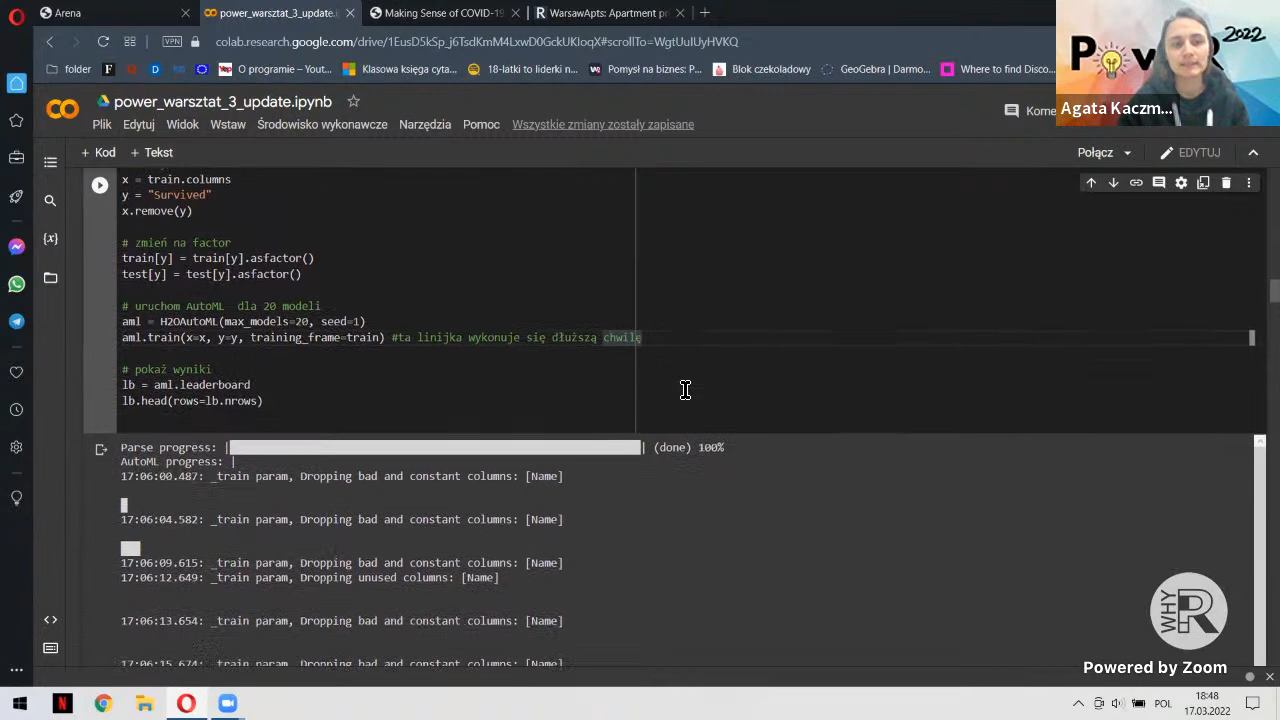 Arena
power_warsztat_3_update.ipynb
Making Sense of COVID-19
WarsawApts: Apartment pr
colab.research.google.com/drive/1EusD5kSp_j6TsdKmM4LxwD0GckUKIoqX#scrollTo=WgtUuIUyHVKQ
VPN
folder
O programie – Yout...
Klasowa księga cyta...
18-latki to liderki n...
Pomysł na biznes: P...
Blok czekoladowy
GeoGebra | Darmo...
Where to find Disco...
PoweR 2022
Agata Kaczm...
power_warsztat_3_update.ipynb
Plik Edytuj Widok Wstaw Środowisko wykonawcze Narzędzia Pomoc Wszystkie zmiany zostały zapisane
Kome
+ Kod + Tekst
Połącz
EDYTUJ
x = train.columns
y = "Survived"
x.remove(y)
# zmień na factor
train[y] = train[y].asfactor()
test[y] = test[y].asfactor()
# uruchom AutoML dla 20 modeli
aml = H2OAutoML(max_models=20, seed=1)
aml.train(x=x, y=y, training_frame=train) #ta linijka wykonuje się dłuższą chwilę
# pokaż wyniki
lb = aml.leaderboard
lb.head(rows=lb.nrows)
Parse progress: | | (done) 100%
AutoML progress: |
17:06:00.487: _train param, Dropping bad and constant columns: [Name]
17:06:04.582: _train param, Dropping bad and constant columns: [Name]
17:06:09.615: _train param, Dropping bad and constant columns: [Name]
17:06:12.649: _train param, Dropping unused columns: [Name]
17:06:13.654: _train param, Dropping bad and constant columns: [Name]
17:06:15.674: _train param, Dropping bad and constant columns: [Name]
WHY R
Powered by Zoom
POL
18:48
17.03.2022